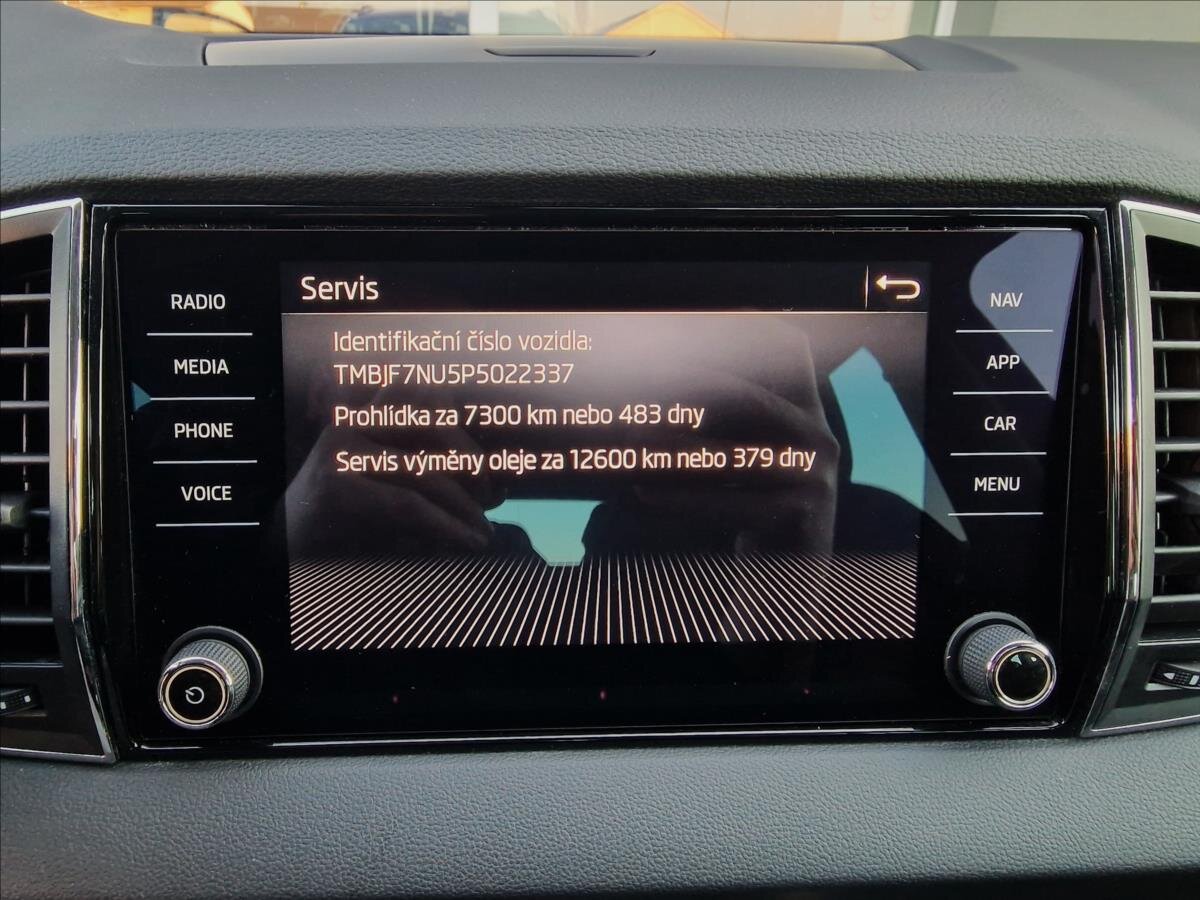 Servis
RADIO
MEDIA
PHONE
VOICE
Identifikační číslo vozidla:
TMBJF7NU5P5022337
Prohlídka za 7300 km nebo 483 dny
Servis výměny oleje za 12600 km nebo 379 dny
NAV
APP
CAR
MENU